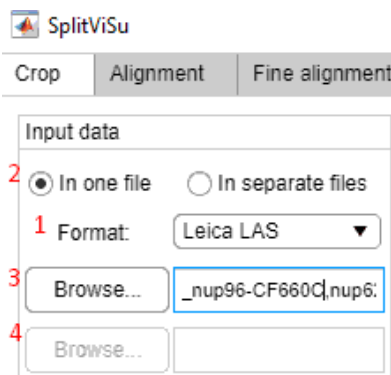 SplitViSu
Crop Alignment Fine alignment
Input data
2 In one file In separate files
1 Format: Leica LAS
3 Browse... _nup96-CF660C,nup62
4 Browse...